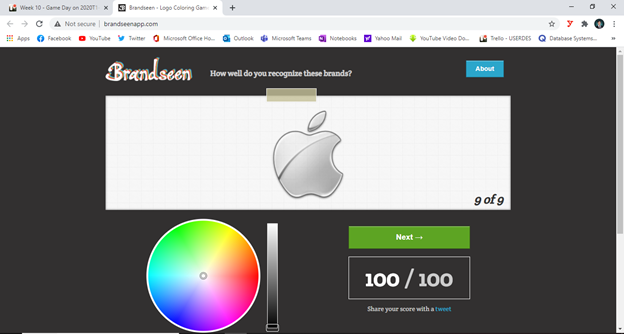 Week 10 - Game Day on 2020T1
Brandseen - Logo Coloring Gam
Not secure
brandseenapp.com
Apps
Facebook
YouTube
Twitter
Microsoft Office Ho...
Outlook
Microsoft Teams
Notebooks
Yahoo Mail
YouTube Video Do...
Trello - USERDES
Database Systems...
Brandseen
How well do you recognize these brands?
About
9 of 9
Next →
100 / 100
Share your score with a tweet